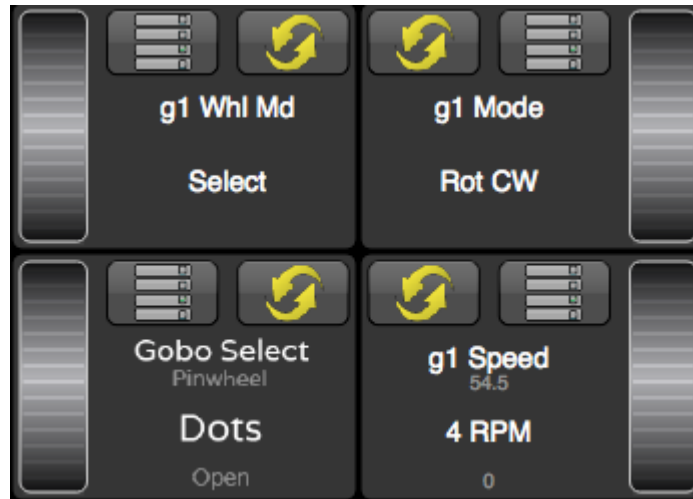 g1 Whl Md
Select
g1 Mode
Rot CW
Gobo Select
Pinwheel
Dots
Open
g1 Speed
54.5
4 RPM
0